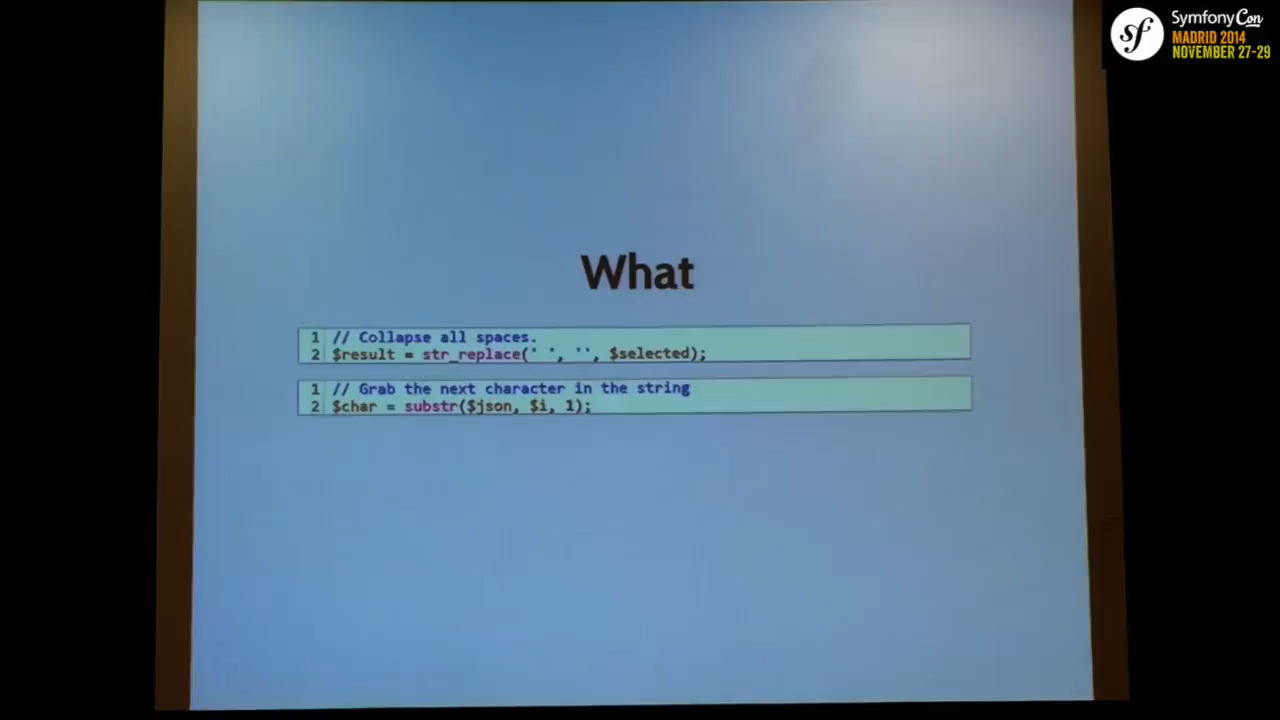 SymfonyCon
sf
MADRID 2014
NOVEMBER 27-29
What
1 // Collapse all spaces.
2 $result = str_replace(' ', '', $selected);
1 // Grab the next character in the string
2 $char = substr($json, $i, 1);